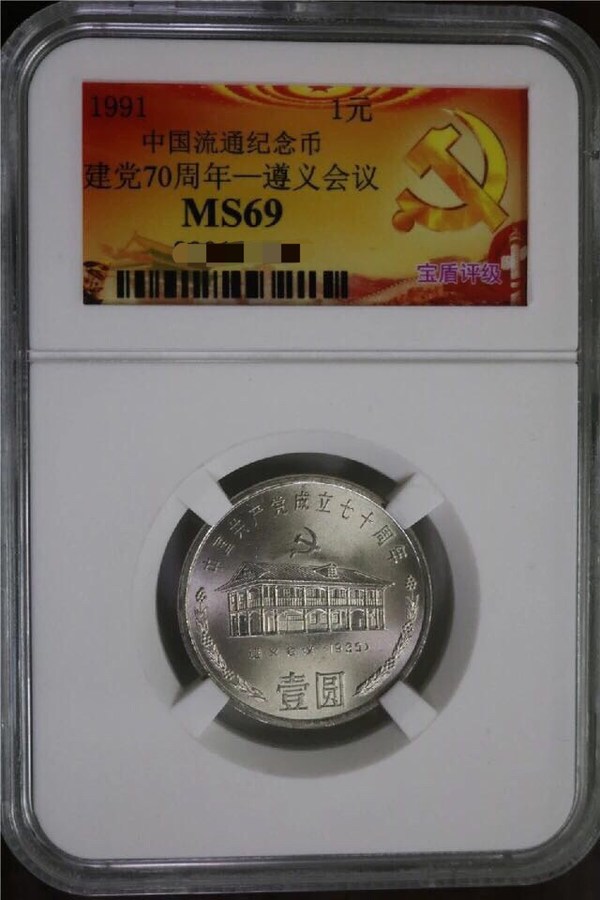 1991 1元
中国流通纪念币
建党70周年—遵义会议
MS69
宝盾评级
中国共产党成立七十周年
壹圆